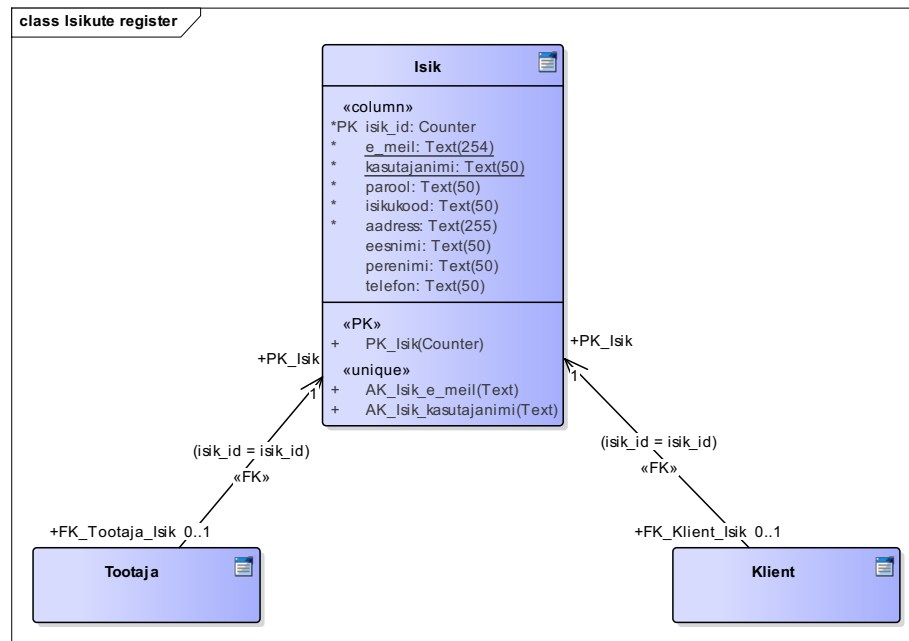 class Isikute register
Isik
«column»
*PK isik_id: Counter
* e_meil: Text(254)
* kasutajanimi: Text(50)
* parool: Text(50)
* isikukood: Text(50)
* aadress: Text(255)
eesnimi: Text(50)
perenimi: Text(50)
telefon: Text(50)
«PK»
+ PK_Isik(Counter)
«unique»
+ AK_Isik_e_meil(Text)
+ AK_Isik_kasutajanimi(Text)
+PK_Isik
1
(isik_id = isik_id)
«FK»
+FK_Tootaja_Isik 0..1
Tootaja
+PK_Isik
1
(isik_id = isik_id)
«FK»
+FK_Klient_Isik 0..1
Klient